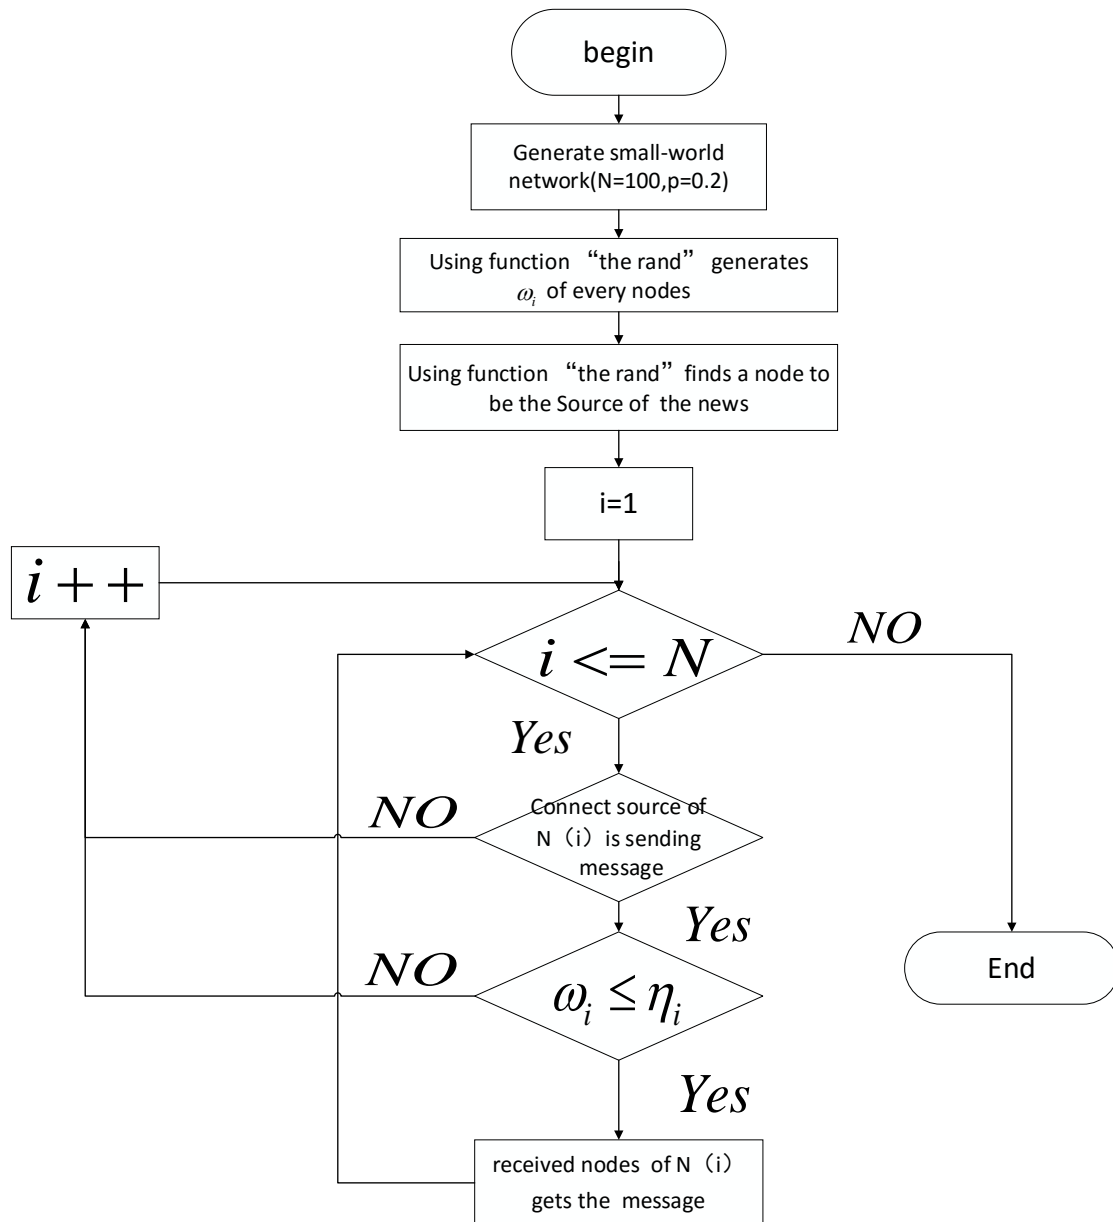 begin
Generate small-world
network(N=100,p=0.2)
Using function “the rand” generates
ωᵢ of every nodes
Using function “the rand” finds a node to
be the Source of the news
i=1
i + +
i <= N
NO
Yes
Connect source of
N（i）is sending
message
NO
Yes
ωᵢ ≤ ηᵢ
NO
End
Yes
received nodes of N（i）
gets the message